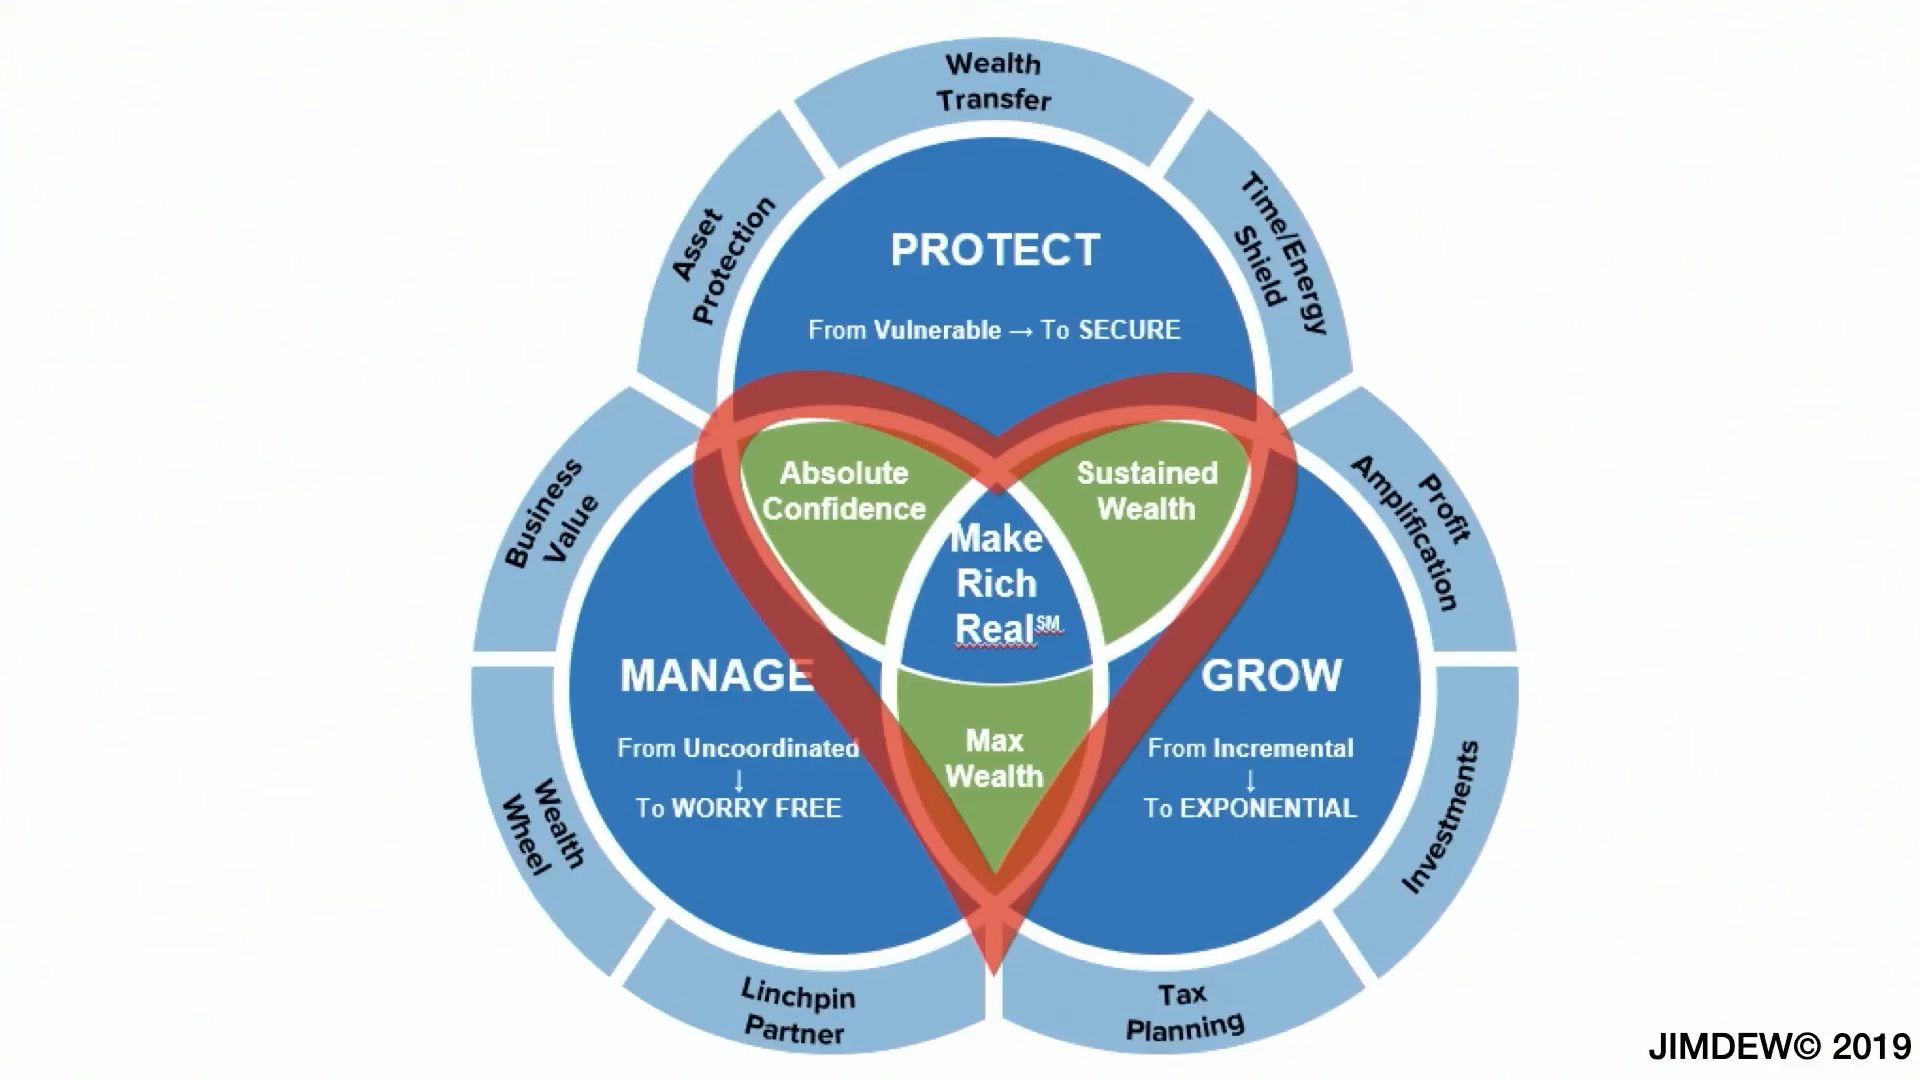 Wealth
Transfer
Asset
Protection
Time/Energy
Shield
PROTECT
From Vulnerable → To SECURE
Absolute
Confidence
Sustained
Wealth
Make
Rich
Real℠
Business
Value
Profit
Amplification
MANAGE
From Uncoordinated
↓
To WORRY FREE
GROW
From Incremental
↓
To EXPONENTIAL
Max
Wealth
Wealth
Wheel
Investments
Linchpin
Partner
Tax
Planning
JIMDEW© 2019